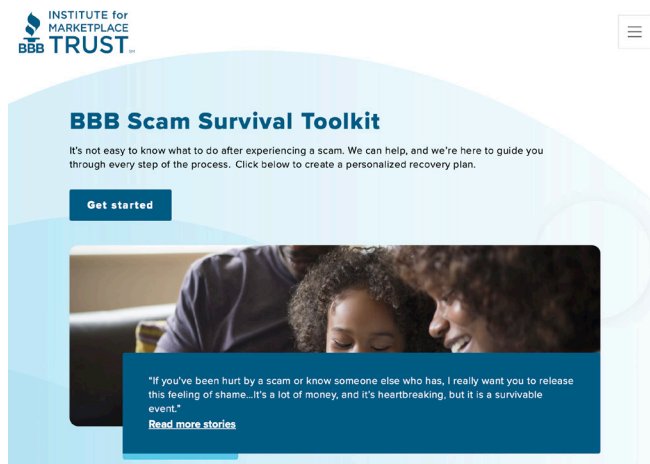 INSTITUTE for
MARKETPLACE
BBB TRUST SM
BBB Scam Survival Toolkit
It's not easy to know what to do after experiencing a scam. We can help, and we're here to guide you
through every step of the process. Click below to create a personalized recovery plan.
Get started
"If you've been hurt by a scam or know someone else who has, I really want you to release
this feeling of shame...It's a lot of money, and it's heartbreaking, but it is a survivable
event."
Read more stories